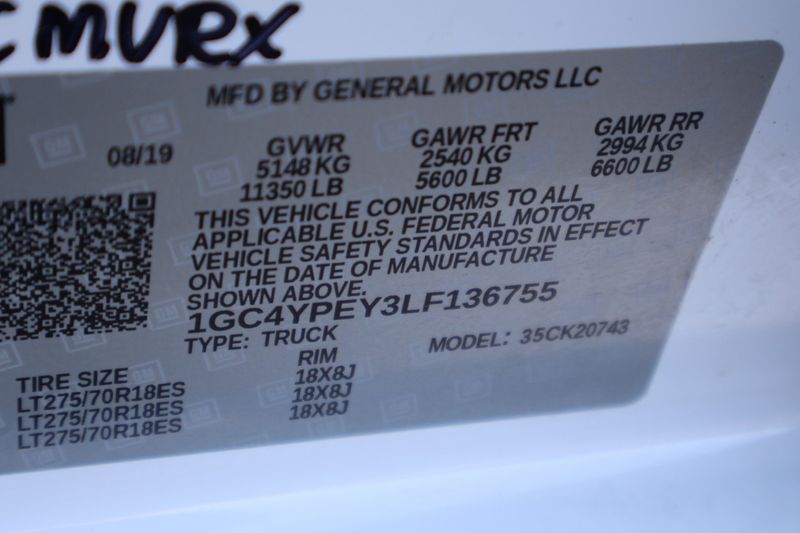 C MVRX
MFD BY GENERAL MOTORS LLC
08/19 GVWR GAWR FRT GAWR RR
5148 KG 2540 KG 2994 KG
11350 LB 5600 LB 6600 LB
THIS VEHICLE CONFORMS TO ALL
APPLICABLE U.S. FEDERAL MOTOR
VEHICLE SAFETY STANDARDS IN EFFECT
ON THE DATE OF MANUFACTURE
SHOWN ABOVE.
1GC4YPEY3LF136755
TYPE: TRUCK MODEL: 35CK20743
TIRE SIZE RIM
LT275/70R18ES 18X8J
LT275/70R18ES 18X8J
LT275/70R18ES 18X8J